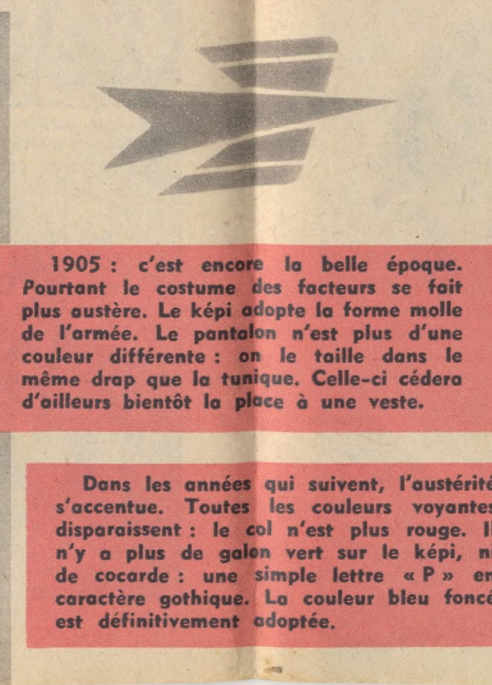 1905 : c'est encore la belle époque.
Pourtant le costume des facteurs se fait
plus austère. Le képi adopte la forme molle
de l'armée. Le pantalon n'est plus d'une
couleur différente : on le taille dans le
même drap que la tunique. Celle-ci cédera
d'ailleurs bientôt la place à une veste.
Dans les années qui suivent, l'austérité
s'accentue. Toutes les couleurs voyantes
disparaissent : le col n'est plus rouge. Il
n'y a plus de galon vert sur le képi, ni
de cocarde : une simple lettre « P » en
caractère gothique. La couleur bleu foncé
est définitivement adoptée.